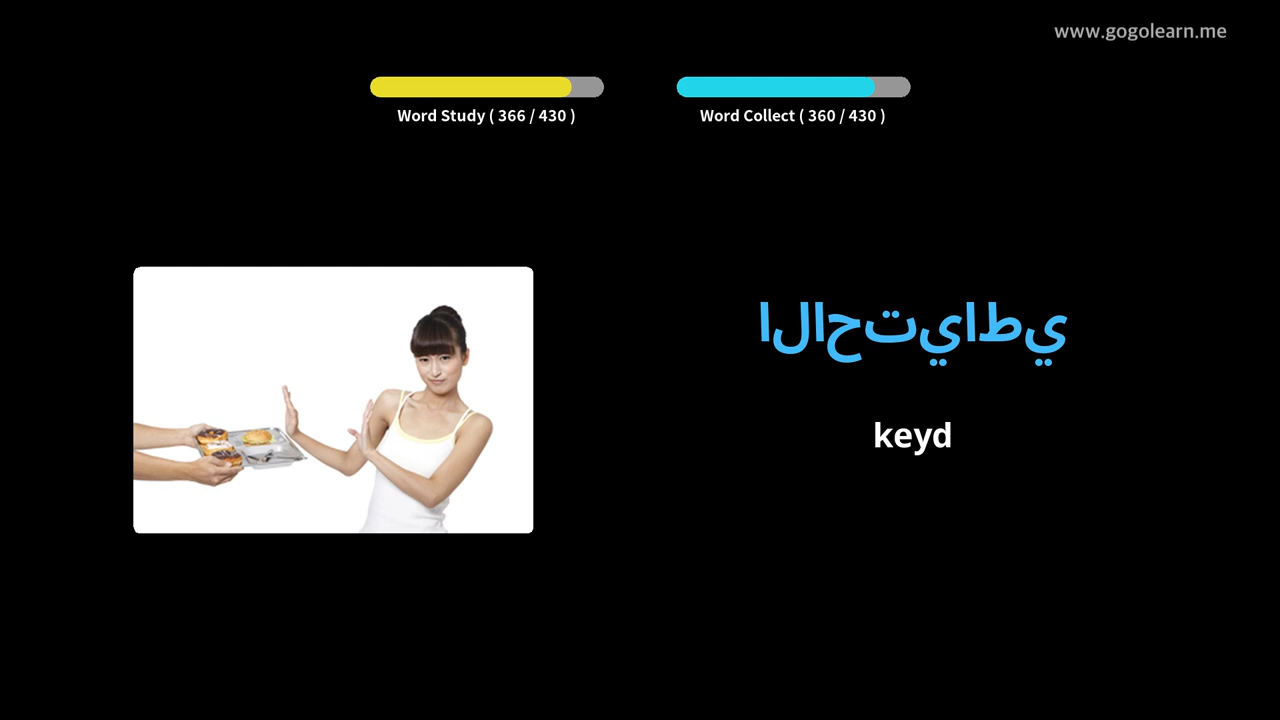 www.gogolearn.me
Word Study ( 366 / 430 )
Word Collect ( 360 / 430 )
الاحتياطي
keyd